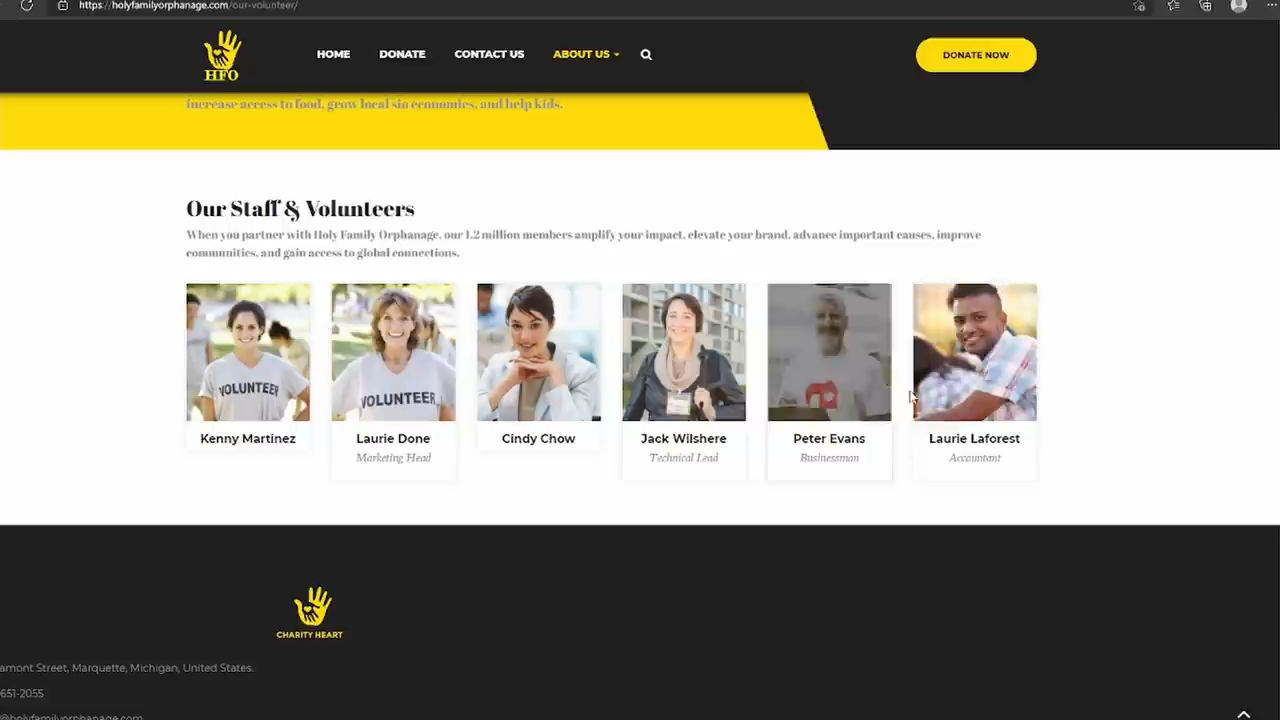 https://holyfamilyorphanage.com/our-volunteer/
HFO
HOME DONATE CONTACT US ABOUT US
DONATE NOW
increase access to food, grow local sio economies, and help kids.
Our Staff & Volunteers
When you partner with Holy Family Orphanage, our 1.2 million members amplify your impact, elevate your brand, advance important causes, improve
communities, and gain access to global connections.
VOLUNTEER
VOLUNTEER
Kenny Martinez
Laurie Done
Marketing Head
Cindy Chow
Jack Wilshere
Technical Lead
Peter Evans
Businessman
Laurie Laforest
Accountant
CHARITY HEART
amont Street, Marquette, Michigan, United States.
651-2055
@holyfamilyorphanage.com